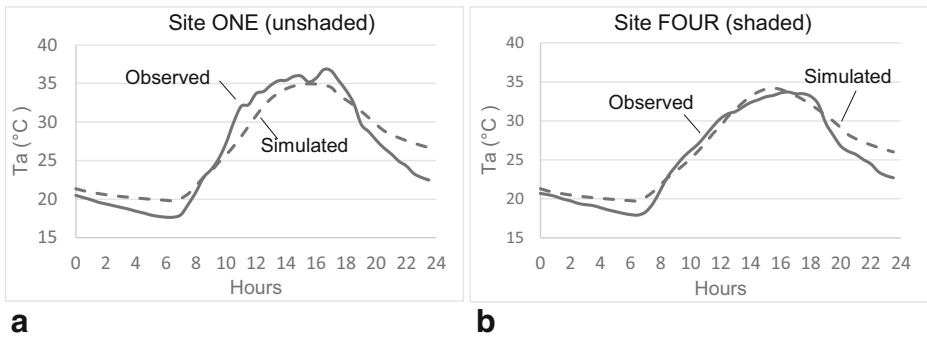 Site ONE (unshaded)
40
35
30
25
20
15
Ta (°C)
Observed
Simulated
0 2 4 6 8 10 12 14 16 18 20 22 24
Hours
a
Site FOUR (shaded)
40
35
30
25
20
15
Ta (°C)
Observed
Simulated
0 2 4 6 8 10 12 14 16 18 20 22 24
Hours
b